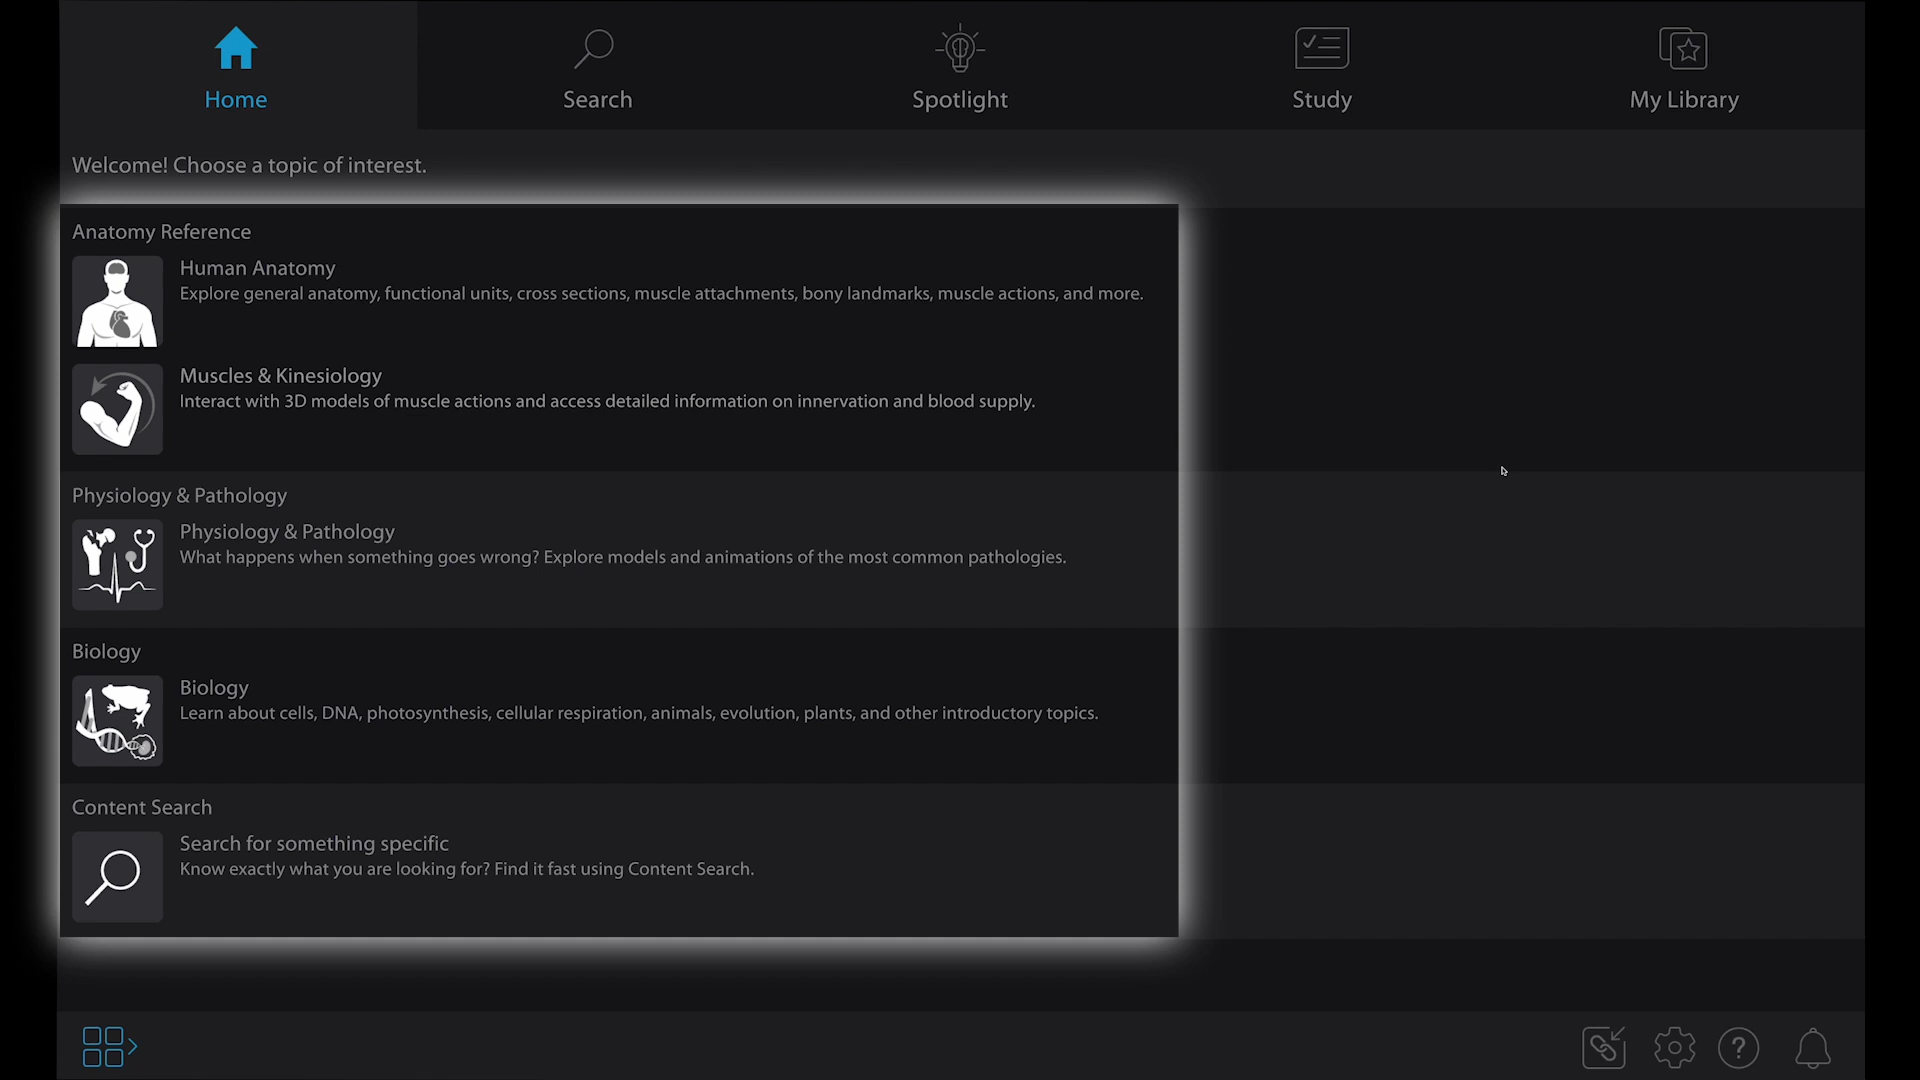 Home
Search
Spotlight
Study
My Library
Welcome! Choose a topic of interest.
Anatomy Reference
Human Anatomy
Explore general anatomy, functional units, cross sections, muscle attachments, bony landmarks, muscle actions, and more.
Muscles & Kinesiology
Interact with 3D models of muscle actions and access detailed information on innervation and blood supply.
Physiology & Pathology
Physiology & Pathology
What happens when something goes wrong? Explore models and animations of the most common pathologies.
Biology
Biology
Learn about cells, DNA, photosynthesis, cellular respiration, animals, evolution, plants, and other introductory topics.
Content Search
Search for something specific
Know exactly what you are looking for? Find it fast using Content Search.
?